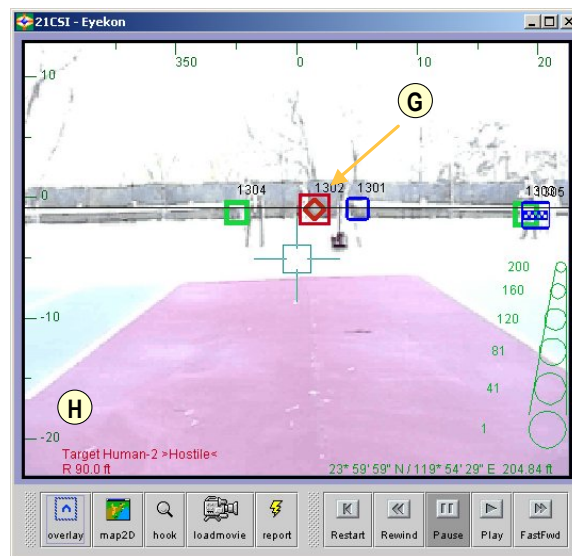 21CSI - Eyekon
350 0 10 20
10
G
0
1304 1302 1301
200
160
-10
120
81
41
H
1
-20
Target Human-2 >Hostile<
R 90.0 ft
23* 59' 59" N / 119* 54' 29" E 204.84 ft
overlay map2D hook loadmovie report Restart Rewind Pause Play FastFwd